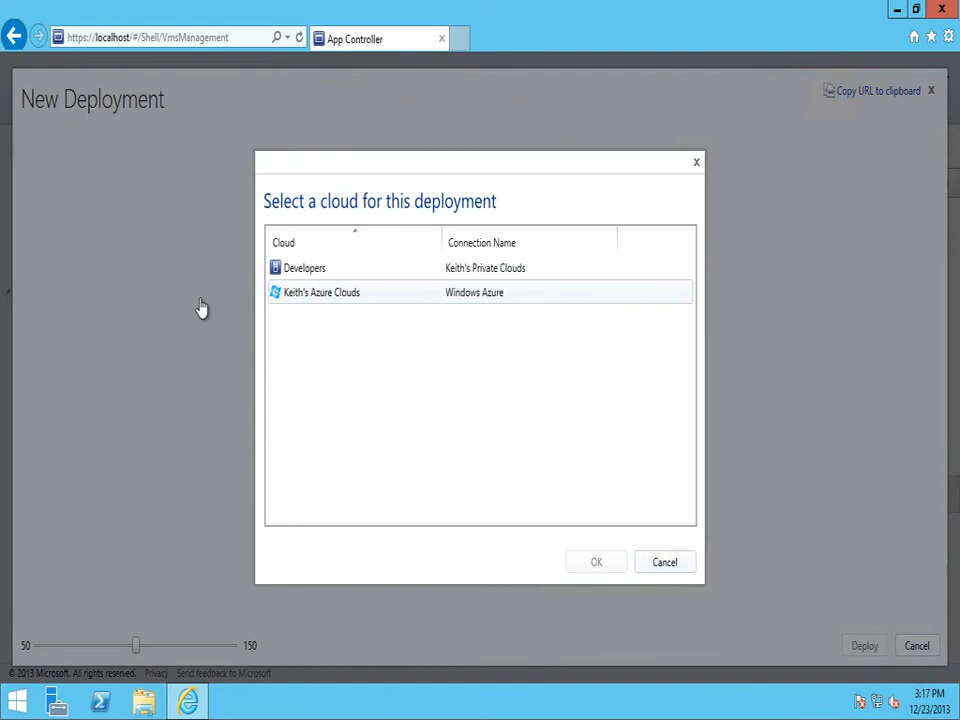 https://localhost/#/Shell/VmsManagement
App Controller
New Deployment
Copy URL to clipboard
x
x
Select a cloud for this deployment
Cloud
Connection Name
Developers
Keith's Private Clouds
Keith's Azure Clouds
Windows Azure
OK
Cancel
50
150
Deploy
Cancel
© 2013 Microsoft. All rights reserved.
Privacy
Send feedback to Microsoft
3:17 PM
12/23/2013